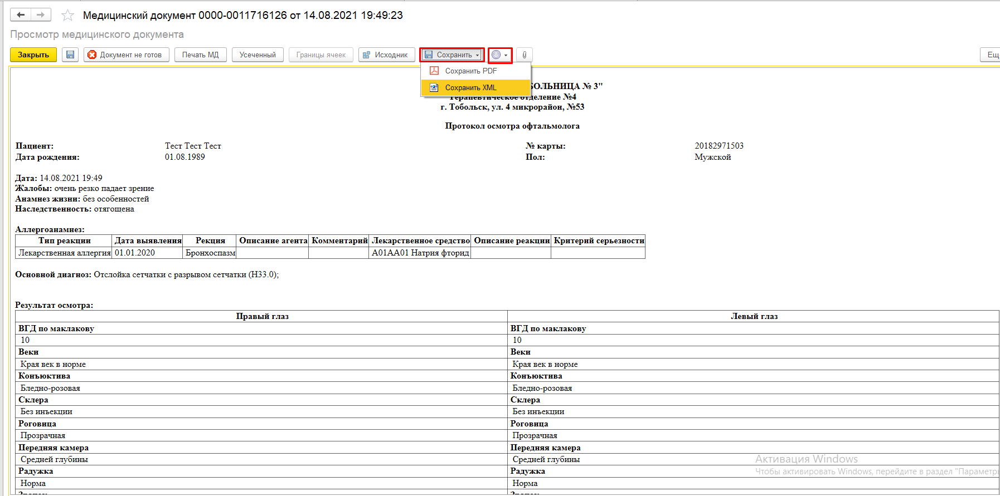 Медицинский документ 0000-0011716126 от 14.08.2021 19:49:23
Просмотр медицинского документа
Закрыть Документ не готов Печать МД Усеченный Границы ячеек Исходник Сохранить
Сохранить PDF
Сохранить XML
БОЛЬНИЦА № 3"
Терапевтическое отделение №4
г. Тобольск, ул. 4 микрорайон, №53
Протокол осмотра офтальмолога
Пациент: Тест Тест Тест № карты: 20182971503
Дата рождения: 01.08.1989 Пол: Мужской
Дата: 14.08.2021 19:49
Жалобы: очень резко падает зрение
Анамнез жизни: без особенностей
Наследственность: отягощена
Аллергоанамнез:
Тип реакции Дата выявления Рекция Описание агента Комментарий Лекарственное средство Описание реакции Критерий серьезности
Лекарственная аллергия 01.01.2020 Бронхоспазм A01AA01 Натрия фторид
Основной диагноз: Отслойка сетчатки с разрывом сетчатки (H33.0);
Результат осмотра:
Правый глаз Левый глаз
ВГД по маклакову ВГД по маклакову
10 10
Веки Веки
Края век в норме Края век в норме
Конъюктива Конъюктива
Бледно-розовая Бледно-розовая
Склера Склера
Без инъекции Без инъекции
Роговица Роговица
Прозрачная Прозрачная
Передняя камера Передняя камера
Средней глубины Средней глубины
Активация Windows
Чтобы активировать Windows, перейдите в раздел "Параметры
Радужка Радужка
Норма Норма